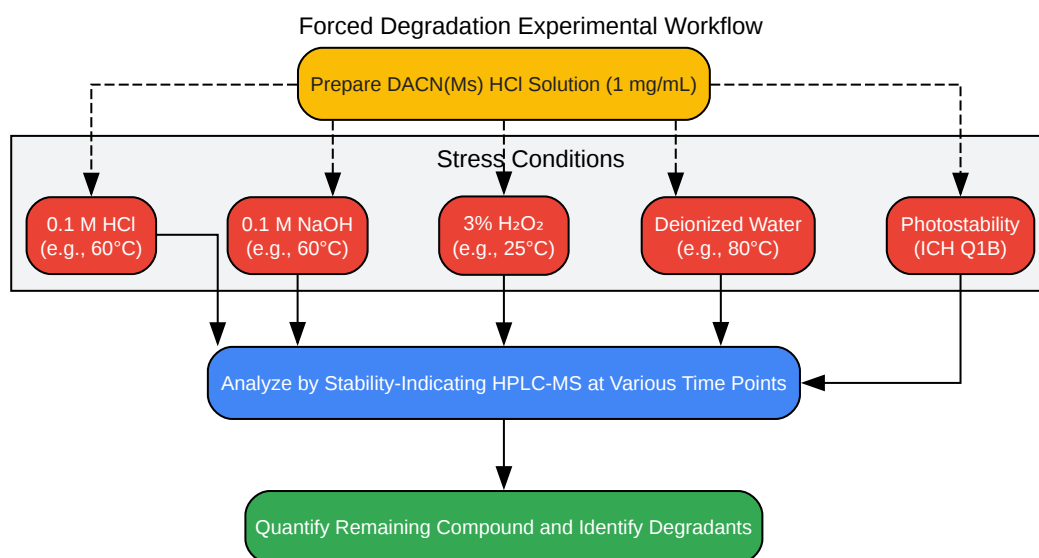 Forced Degradation Experimental Workflow
Prepare DACN(Ms) HCl Solution (1 mg/mL)
Stress Conditions
0.1 M HCl
(e.g., 60°C)
0.1 M NaOH
(e.g., 60°C)
3% H₂O₂
(e.g., 25°C)
Deionized Water
(e.g., 80°C)
Photostability
(ICH Q1B)
Analyze by Stability-Indicating HPLC-MS at Various Time Points
Quantify Remaining Compound and Identify Degradants